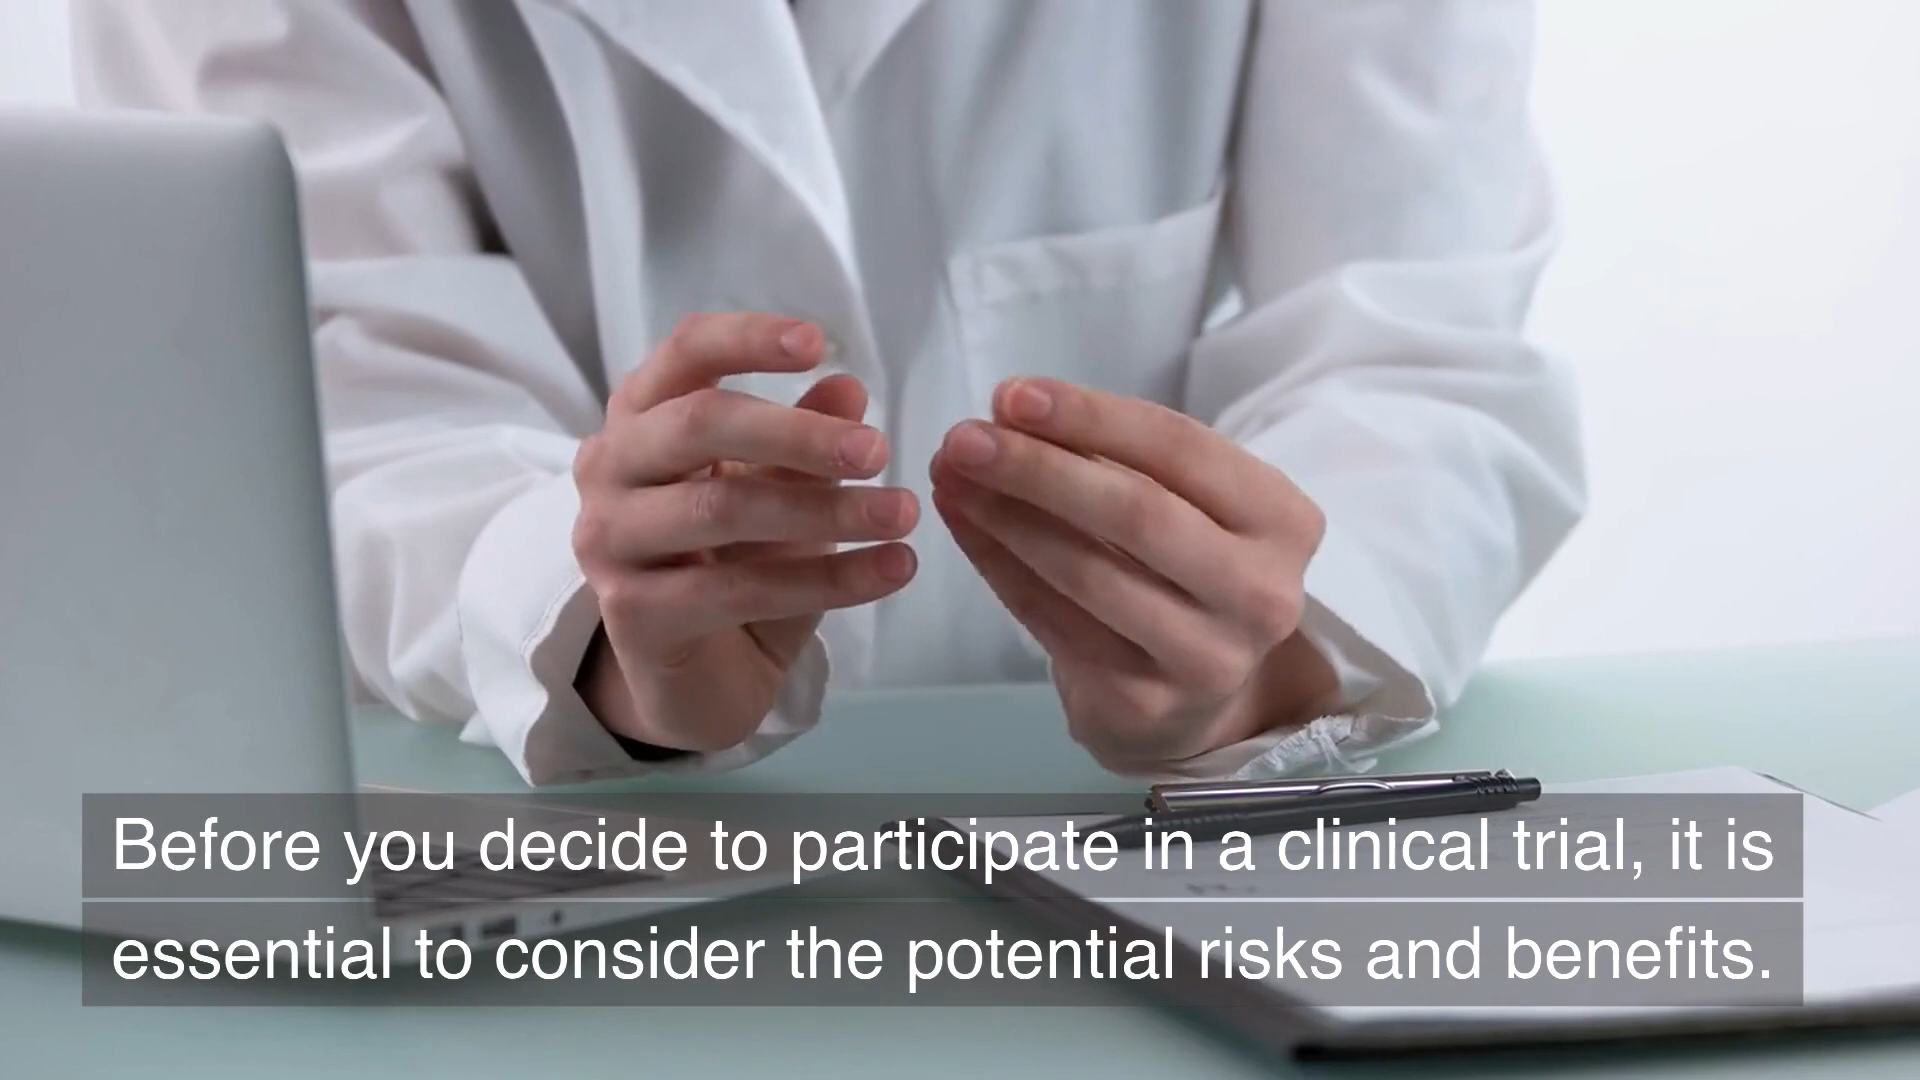 Before you decide to participate in a clinical trial, it is
essential to consider the potential risks and benefits.